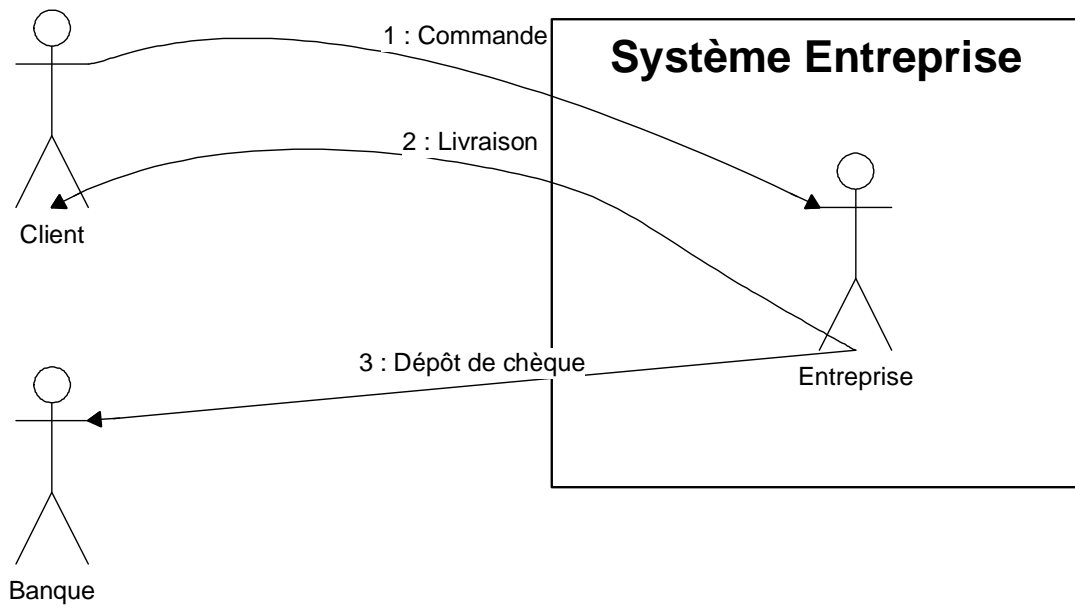 1 : Commande
Système Entreprise
2 : Livraison
Client
3 : Dépôt de chèque
Entreprise
Banque